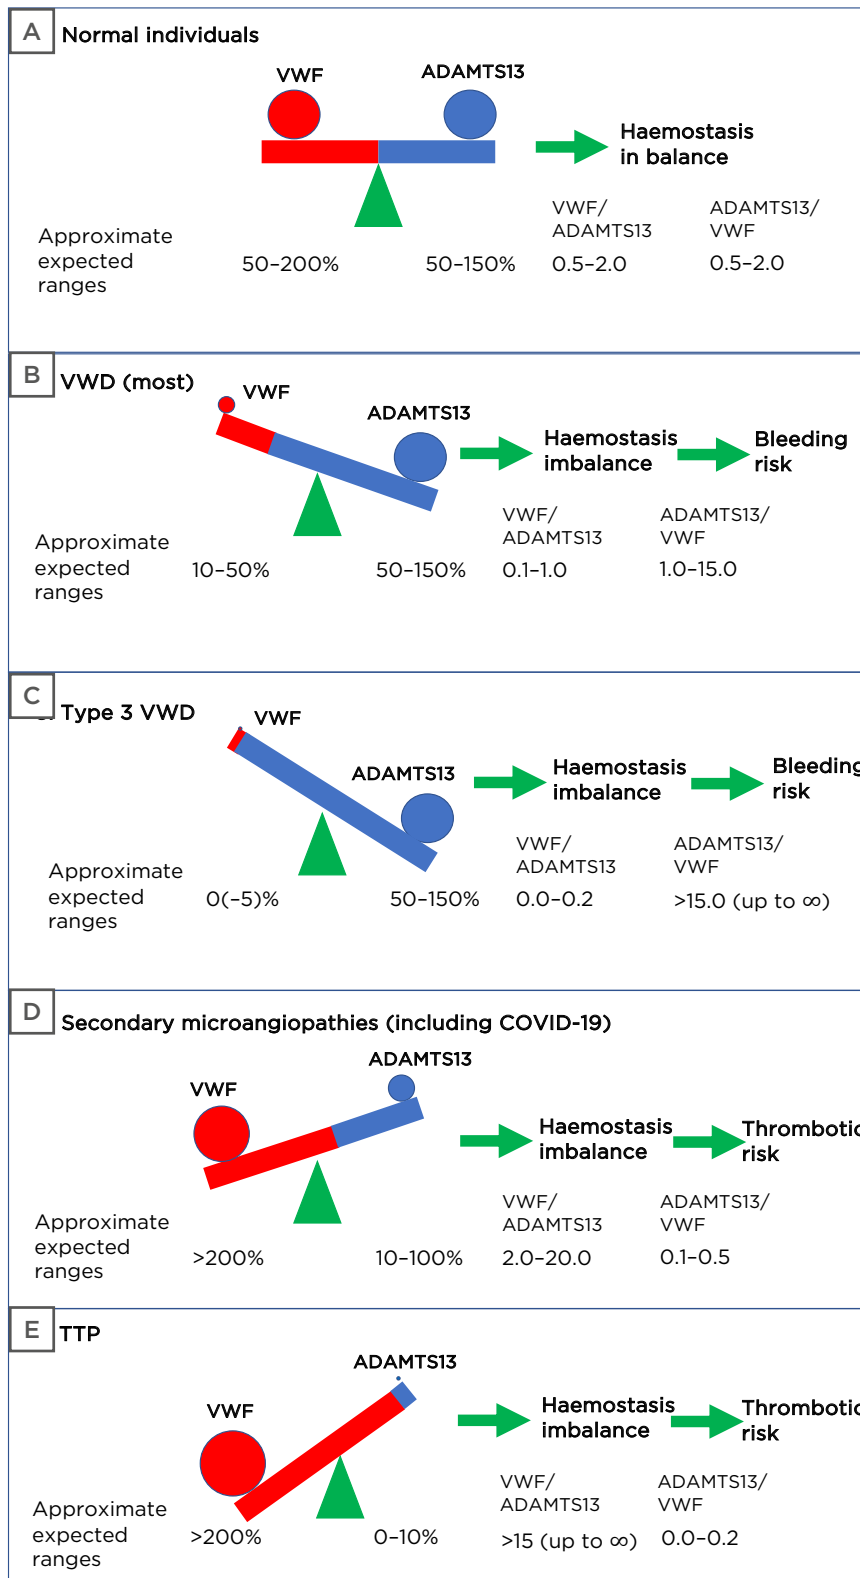 A
Normal individuals
VWF
ADAMTS13
Haemostasis
in balance
VWF/
ADAMTS13
ADAMTS13/
VWF
Approximate
expected
ranges
50–200%
50–150%
0.5–2.0
0.5–2.0
B
VWD (most)
VWF
ADAMTS13
Haemostasis
imbalance
Bleeding
risk
VWF/
ADAMTS13
ADAMTS13/
VWF
Approximate
expected
ranges
10–50%
50–150%
0.1–1.0
1.0–15.0
C
Type 3 VWD
VWF
ADAMTS13
Haemostasis
imbalance
Bleeding
risk
VWF/
ADAMTS13
ADAMTS13/
VWF
Approximate
expected
ranges
0(–5)%
50–150%
0.0–0.2
>15.0 (up to ∞)
D
Secondary microangiopathies (including COVID-19)
VWF
ADAMTS13
Haemostasis
imbalance
Thrombotic
risk
VWF/
ADAMTS13
ADAMTS13/
VWF
Approximate
expected
ranges
>200%
10–100%
2.0–20.0
0.1–0.5
E
TTP
VWF
ADAMTS13
Haemostasis
imbalance
Thrombotic
risk
VWF/
ADAMTS13
ADAMTS13/
VWF
Approximate
expected
ranges
>200%
0–10%
>15 (up to ∞)
0.0–0.2